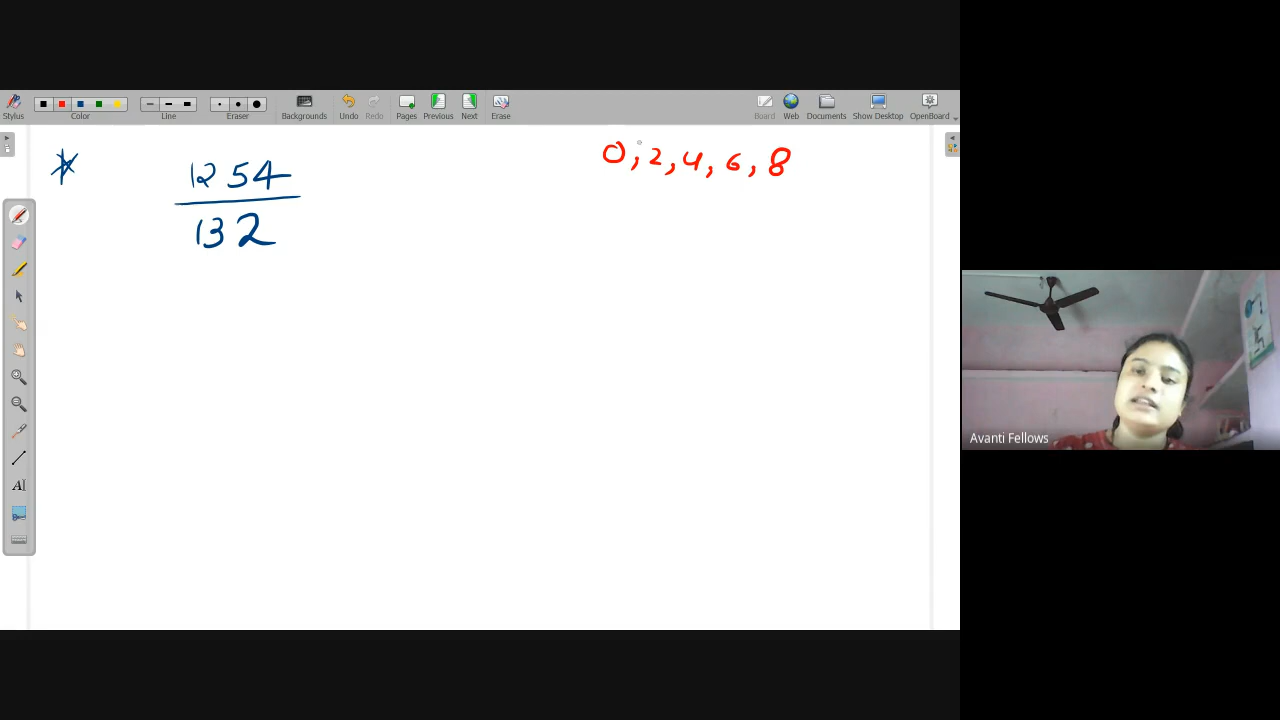 Stylus
Color
Line
Eraser
Backgrounds
Undo
Redo
Pages
Previous
Next
Erase
Board
Web
Documents
Show Desktop
OpenBoard
0, 2, 4, 6, 8
1254
132
AI
Avanti Fellows